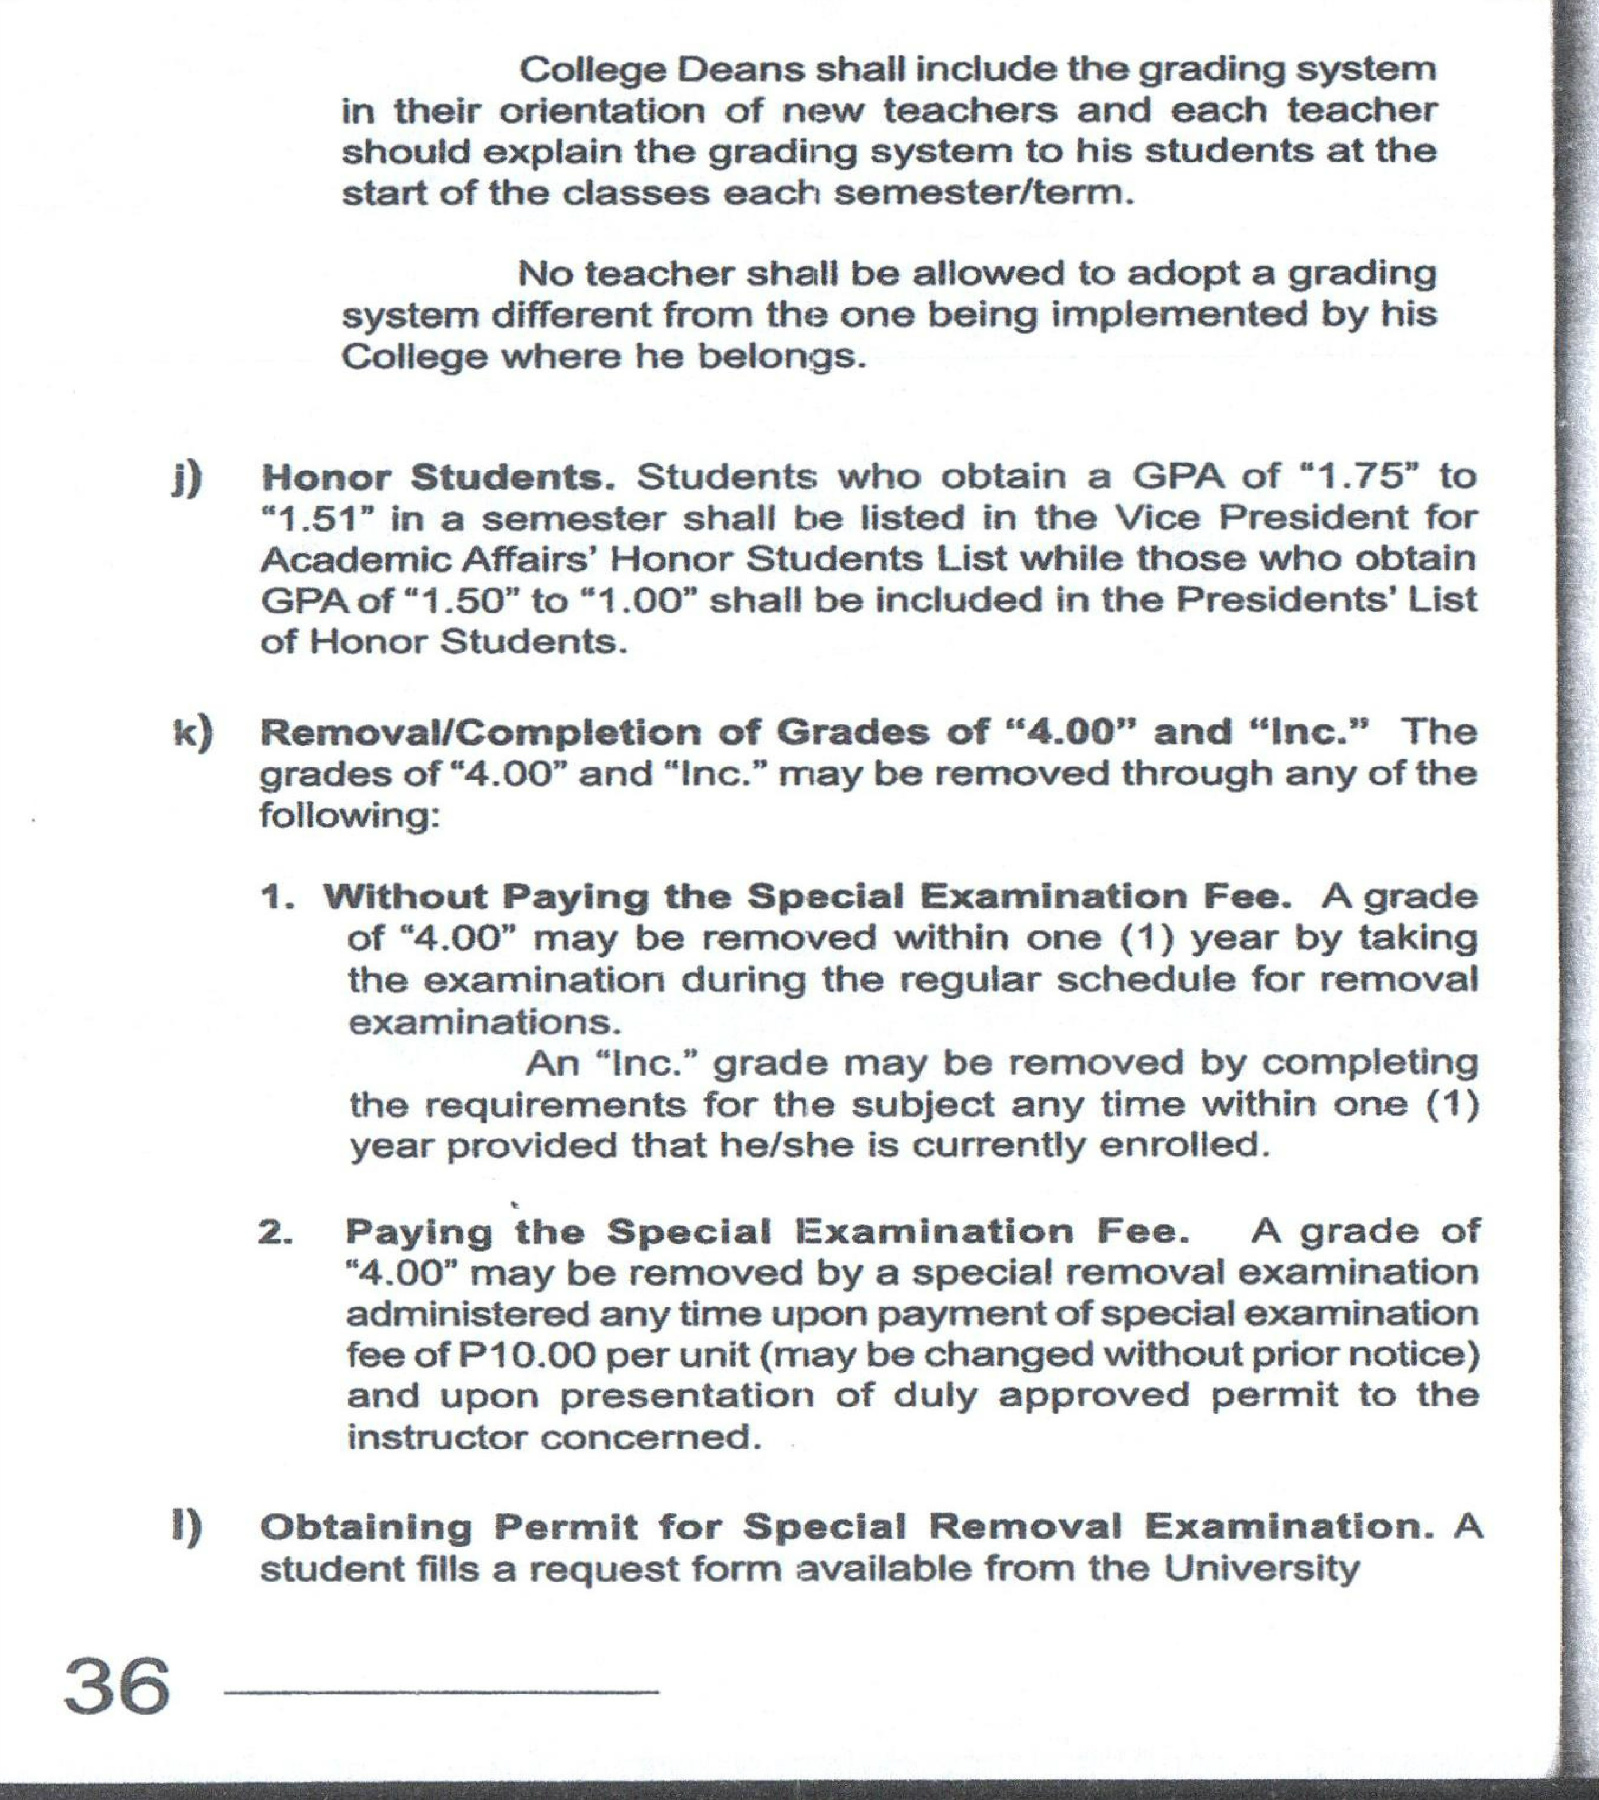 College Deans shall include the grading system
in their orientation of new teachers and each teacher
should explain the grading system to his students at the
start of the classes each semester/term.
No teacher shall be allowed to adopt a grading
system different from the one being implemented by his
College where he belongs.
j) Honor Students. Students who obtain a GPA of “1.75” to
“1.51” in a semester shall be listed in the Vice President for
Academic Affairs’ Honor Students List while those who obtain
GPA of “1.50” to “1.00” shall be included in the Presidents’ List
of Honor Students.
k) Removal/Completion of Grades of “4.00” and “Inc.” The
grades of “4.00” and “Inc.” may be removed through any of the
following:
1. Without Paying the Special Examination Fee. A grade
of “4.00” may be removed within one (1) year by taking
the examination during the regular schedule for removal
examinations.
An “Inc.” grade may be removed by completing
the requirements for the subject any time within one (1)
year provided that he/she is currently enrolled.
2. Paying the Special Examination Fee. A grade of
“4.00” may be removed by a special removal examination
administered any time upon payment of special examination
fee of P10.00 per unit (may be changed without prior notice)
and upon presentation of duly approved permit to the
instructor concerned.
l) Obtaining Permit for Special Removal Examination. A
student fills a request form available from the University
36